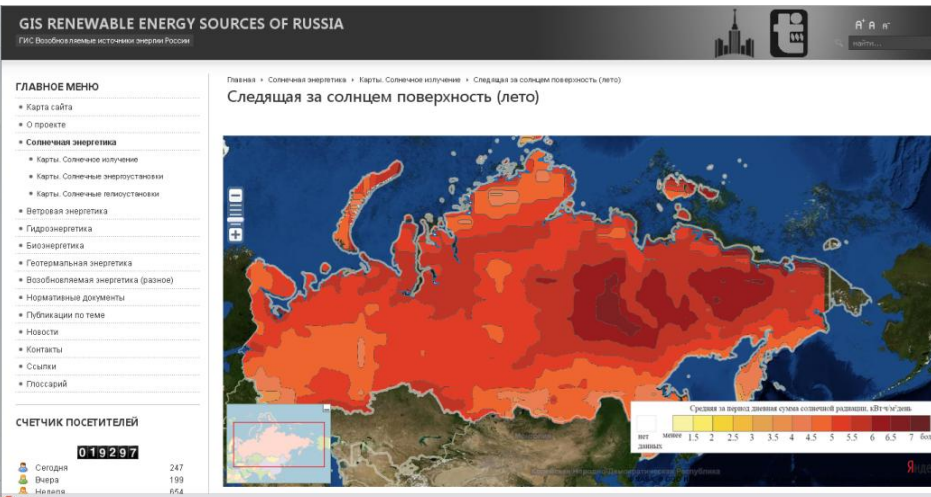 GIS RENEWABLE ENERGY SOURCES OF RUSSIA
ГИС Возобновляемые источники энергии России
A+ A A-
найти...
ГЛАВНОЕ МЕНЮ
Карта сайта
О проекте
Солнечная энергетика
Карты. Солнечное излучение
Карты. Солнечные энергоустановки
Карты. Солнечные гелиоустановки
Ветровая энергетика
Гидроэнергетика
Биоэнергетика
Геотермальная энергетика
Возобновляемая энергетика (разное)
Нормативные документы
Публикации по теме
Новости
Контакты
Ссылки
Глоссарий
СЧЕТЧИК ПОСЕТИТЕЛЕЙ
019297
Сегодня 247
Вчера 199
Неделя 654
Главная › Солнечная энергетика › Карты. Солнечное излучение › Следящая за солнцем поверхность (лето)
Следящая за солнцем поверхность (лето)
Средняя за период дневная сумма солнечной радиации, кВт·ч/м²день
нет данных менее 1.5 2 2.5 3 3.5 4 4.5 5 5.5 6 6.5 7 бол
Яндек